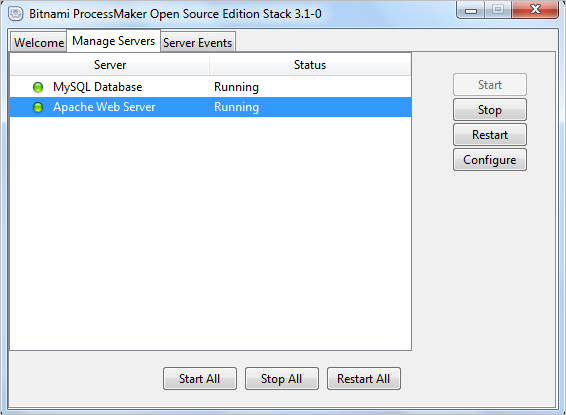 Bitnami ProcessMaker Open Source Edition Stack 3.1-0
Welcome Manage Servers Server Events
Server Status
MySQL Database Running
Apache Web Server Running
Start
Stop
Restart
Configure
Start All Stop All Restart All